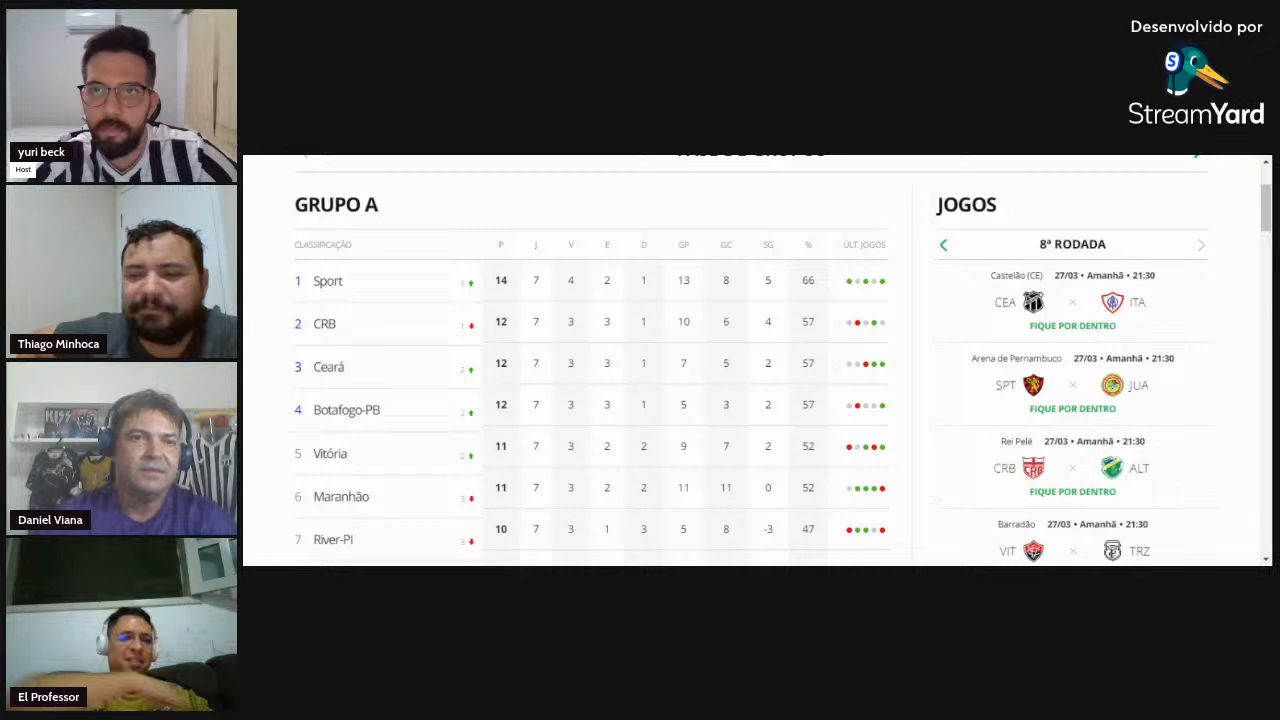 Desenvolvido por
StreamYard
yuri beck
Host
Thiago Minhoca
KISS
Daniel Viana
El Professor
GRUPO A
CLASSIFICAÇÃO P J V E D GP GC SG % ÚLT. JOGOS
1 Sport 1 14 7 4 2 1 13 8 5 66
2 CRB 1 12 7 3 3 1 10 6 4 57
3 Ceará 12 7 3 3 1 7 5 2 57
4 Botafogo-PB 2 12 7 3 3 1 5 3 2 57
5 Vitória 2 11 7 3 2 2 9 7 2 52
6 Maranhão 3 11 7 3 2 2 11 11 0 52
7 River-PI 3 10 7 3 1 3 5 8 -3 47
JOGOS
8ª RODADA
Castelão (CE) 27/03 • Amanhã • 21:30
CEA × ITA
FIQUE POR DENTRO
Arena de Pernambuco 27/03 • Amanhã • 21:30
SPT × JUA
FIQUE POR DENTRO
Rei Pelé 27/03 • Amanhã • 21:30
CRB × ALT
FIQUE POR DENTRO
Barradão 27/03 • Amanhã • 21:30
VIT × TRZ